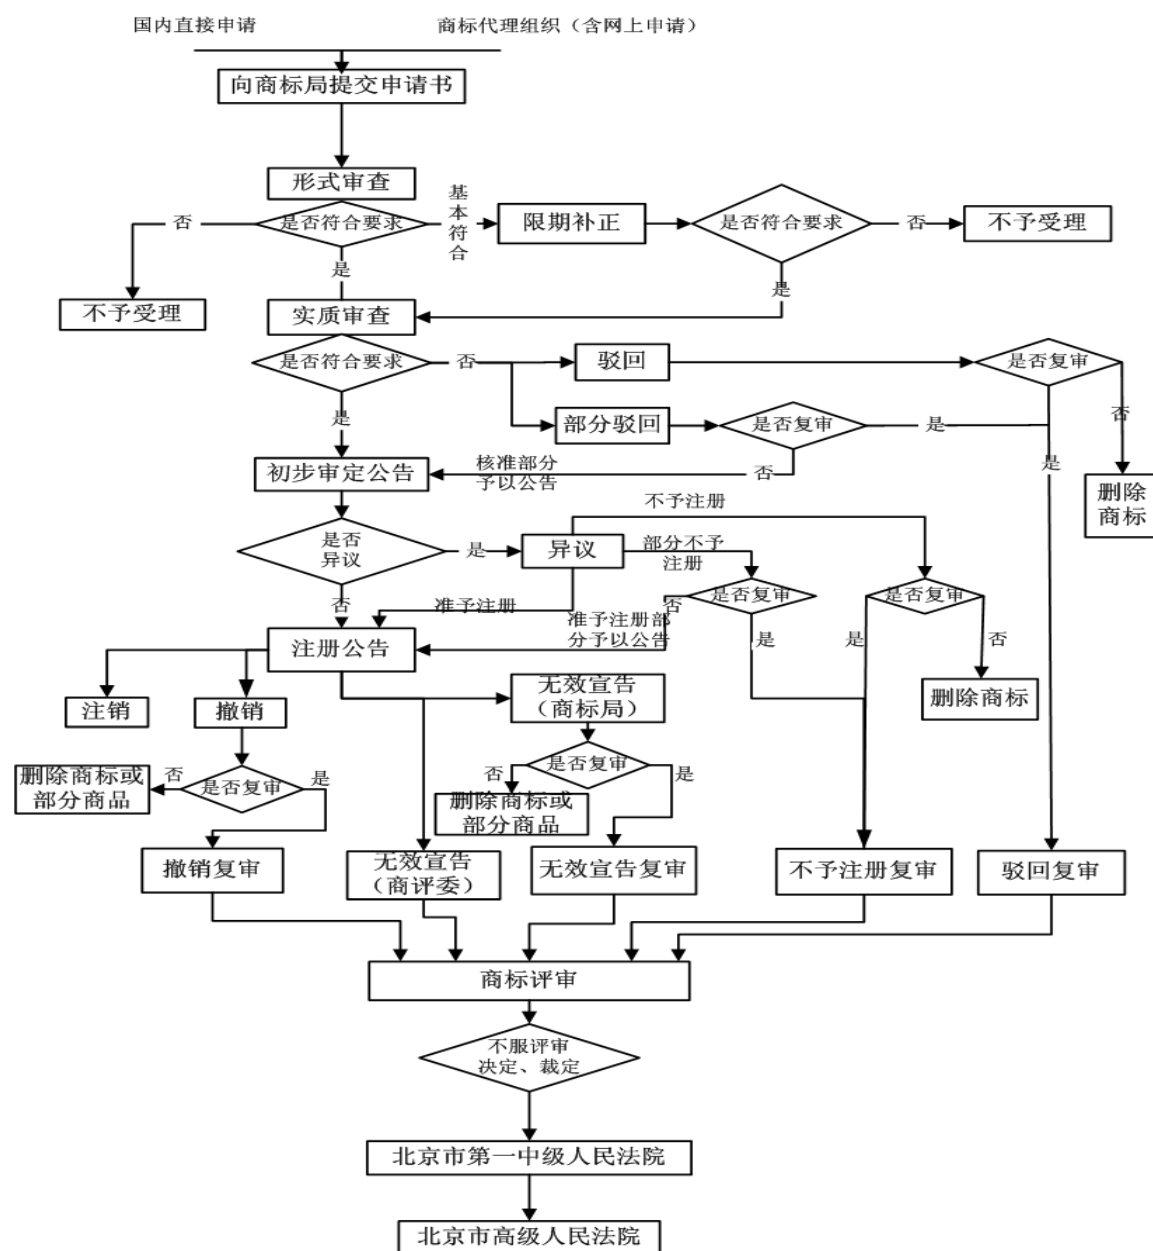 国内直接申请
商标代理组织（含网上申请）
向商标局提交申请书
形式审查
是否符合要求
否
基
本
符
合
限期补正
是否符合要求
否
不予受理
是
是
不予受理
实质审查
是否符合要求
否
驳回
是否复审
是
部分驳回
是否复审
是
否
是
初步审定公告
核准部分
予以公告
否
删除
商标
不予注册
是否
异议
是
异议
部分不予
注册
是否复审
是否复审
否
准予注册
否
准予注册部
分予以公告
是
是
否
注册公告
注销
撤销
无效宣告
（商标局）
删除商标
是否复审
否
是
删除商标或
部分商品
是否复审
否
是
删除商标或
部分商品
撤销复审
无效宣告
（商评委）
无效宣告复审
不予注册复审
驳回复审
商标评审
不服评审
决定、裁定
北京市第一中级人民法院
北京市高级人民法院